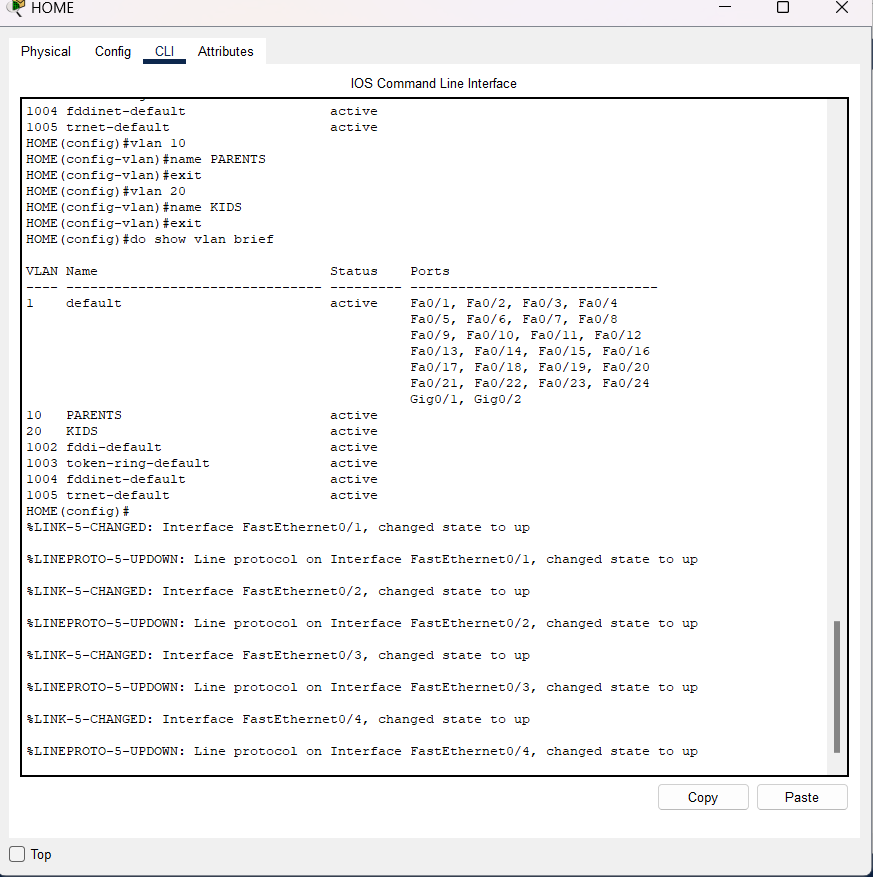 HOME
Physical Config CLI Attributes
IOS Command Line Interface
1004 fddinet-default active
1005 trnet-default active
HOME(config)#vlan 10
HOME(config-vlan)#name PARENTS
HOME(config-vlan)#exit
HOME(config)#vlan 20
HOME(config-vlan)#name KIDS
HOME(config-vlan)#exit
HOME(config)#do show vlan brief
VLAN Name Status Ports
---- -------------------------------- --------- -------------------------------
1 default active Fa0/1, Fa0/2, Fa0/3, Fa0/4
Fa0/5, Fa0/6, Fa0/7, Fa0/8
Fa0/9, Fa0/10, Fa0/11, Fa0/12
Fa0/13, Fa0/14, Fa0/15, Fa0/16
Fa0/17, Fa0/18, Fa0/19, Fa0/20
Fa0/21, Fa0/22, Fa0/23, Fa0/24
Gig0/1, Gig0/2
10 PARENTS active
20 KIDS active
1002 fddi-default active
1003 token-ring-default active
1004 fddinet-default active
1005 trnet-default active
HOME(config)#
%LINK-5-CHANGED: Interface FastEthernet0/1, changed state to up
%LINEPROTO-5-UPDOWN: Line protocol on Interface FastEthernet0/1, changed state to up
%LINK-5-CHANGED: Interface FastEthernet0/2, changed state to up
%LINEPROTO-5-UPDOWN: Line protocol on Interface FastEthernet0/2, changed state to up
%LINK-5-CHANGED: Interface FastEthernet0/3, changed state to up
%LINEPROTO-5-UPDOWN: Line protocol on Interface FastEthernet0/3, changed state to up
%LINK-5-CHANGED: Interface FastEthernet0/4, changed state to up
%LINEPROTO-5-UPDOWN: Line protocol on Interface FastEthernet0/4, changed state to up
Copy Paste
Top